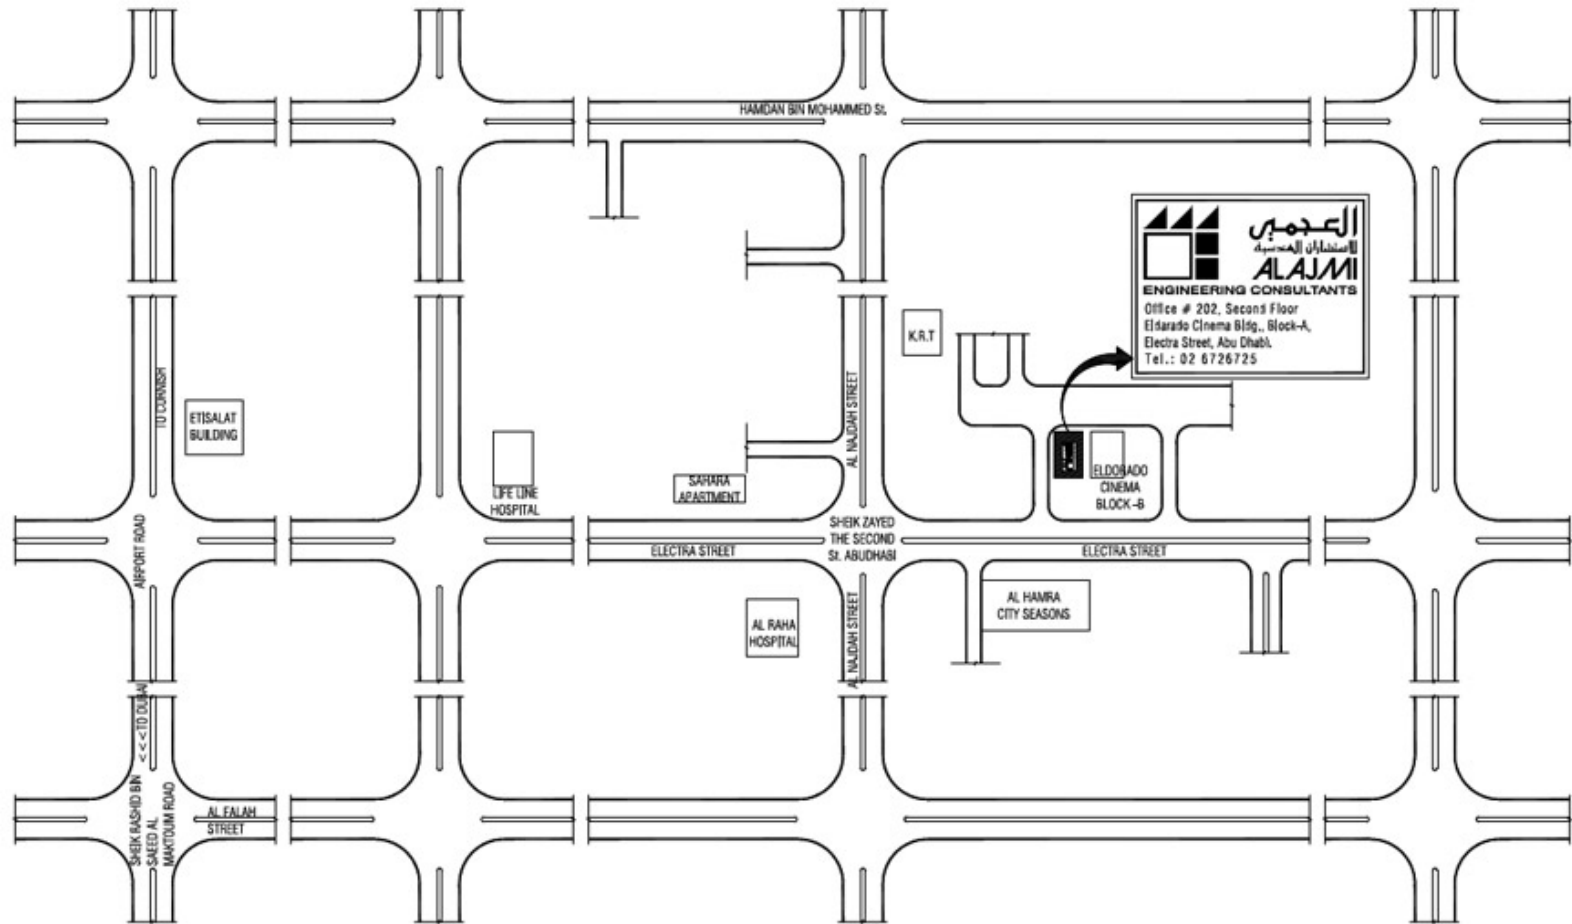 HAMDAN BIN MOHAMMED St.
العجمي
للاستشارات الهندسية
ALAJMI
ENGINEERING CONSULTANTS
Office # 202, Second Floor
Eldarado Cinema Bldg., Block-A,
Electra Street, Abu Dhabi.
Tel.: 02 6726725
K.R.T
TO CORNISH
ETISALAT
BUILDING
AL NAJDAH STREET
LIFE LINE
HOSPITAL
SAHARA
APARTMENT
ELDORADO
CINEMA
BLOCK-B
AIRPORT ROAD
SHEIK ZAYED
THE SECOND
St. ABUDHABI
ELECTRA STREET
ELECTRA STREET
AL RAHA
HOSPITAL
AL NAJDAH STREET
AL HAMRA
CITY SEASONS
<<<TO DUBAI
SHEIK RASHID BIN
SAEED AL
MAKTOUM ROAD
AL FALAH
STREET